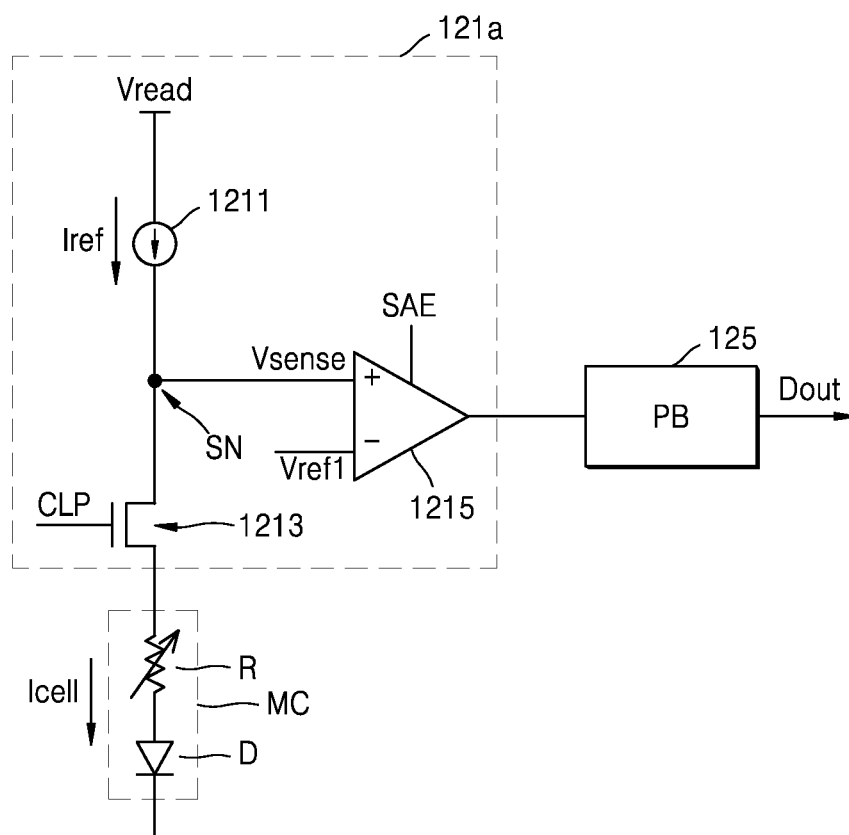 121a
Vread
1211
Iref
SAE
Vsense
+
125
Dout
PB
SN
−
Vref1
1215
CLP
1213
R
Icell
MC
D